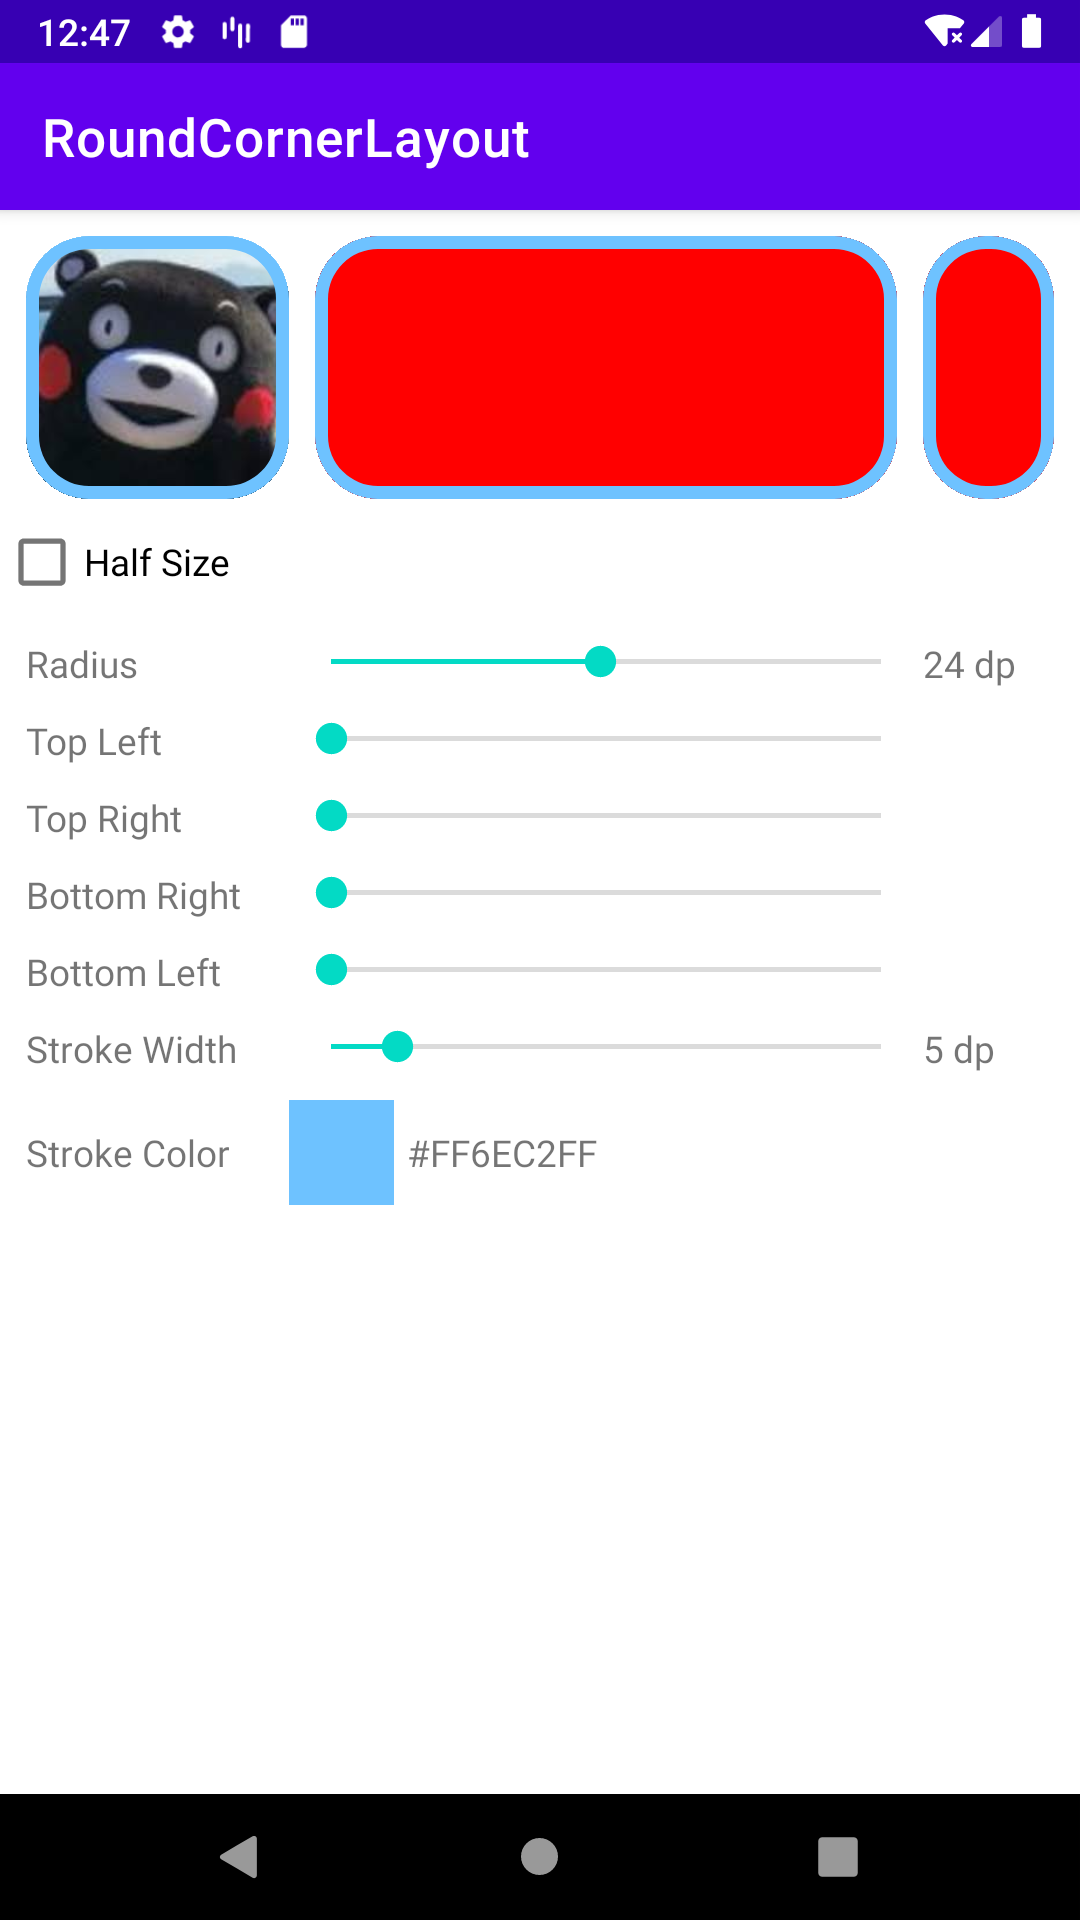 12:47
RoundCornerLayout
Half Size
Radius 24 dp
Top Left
Top Right
Bottom Right
Bottom Left
Stroke Width 5 dp
Stroke Color #FF6EC2FF